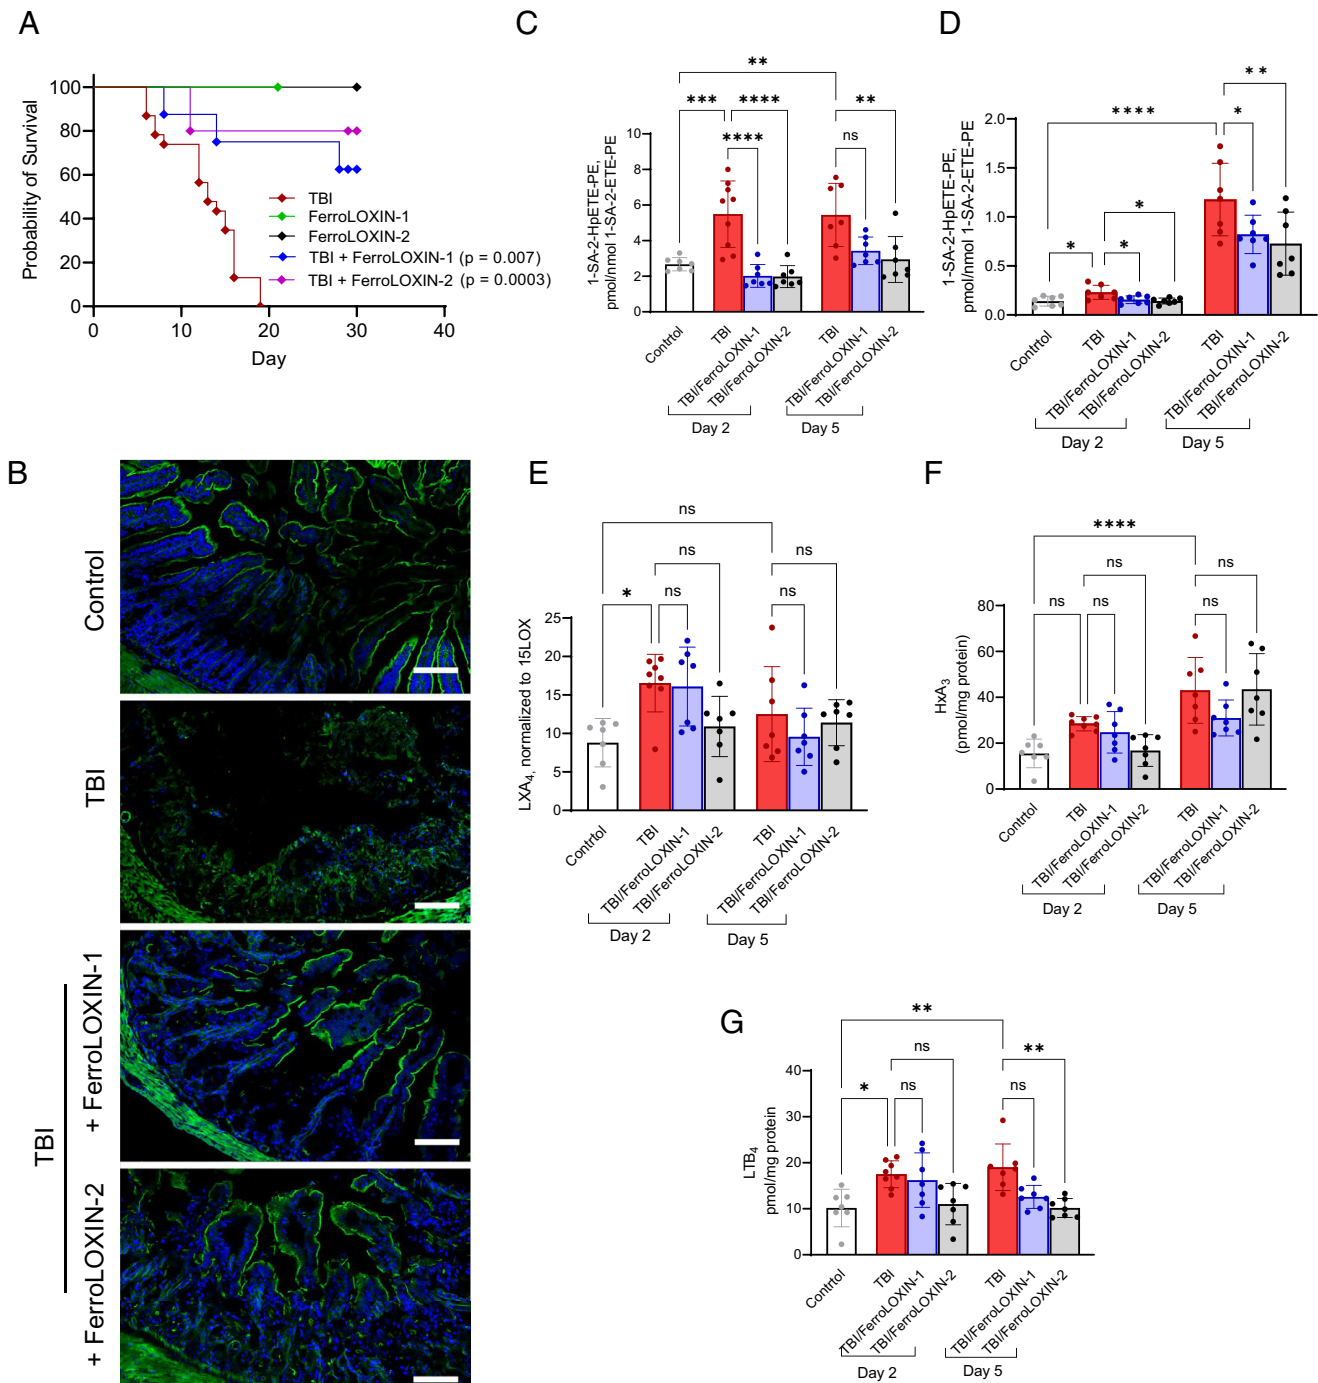 A
100
80
60
40
20
0
0
10
20
30
40
Probability of Survival
Day
TBI
FerroLOXIN-1
FerroLOXIN-2
TBI + FerroLOXIN-1 (p = 0.007)
TBI + FerroLOXIN-2 (p = 0.0003)
B
Control
TBI
TBI
+ FerroLOXIN-1
+ FerroLOXIN-2
C
1-SA-2-HpETE-PE,
pmol/nmol 1-SA-2-ETE-PE
10
8
6
4
2
0
**
***
****
****
**
ns
Contrtol
TBI
TBI/FerroLOXIN-1
TBI/FerroLOXIN-2
TBI
TBI/FerroLOXIN-1
TBI/FerroLOXIN-2
Day 2
Day 5
D
1-SA-2-HpETE-PE,
pmol/nmol 1-SA-2-ETE-PE
2.0
1.5
1.0
0.5
0.0
**
****
*
*
*
*
Contrtol
TBI
TBI/FerroLOXIN-1
TBI/FerroLOXIN-2
TBI
TBI/FerroLOXIN-1
TBI/FerroLOXIN-2
Day 2
Day 5
E
LXA4, normalized to 15LOX
25
20
15
10
5
0
ns
ns
ns
*
ns
ns
Contrtol
TBI
TBI/FerroLOXIN-1
TBI/FerroLOXIN-2
TBI
TBI/FerroLOXIN-1
TBI/FerroLOXIN-2
Day 2
Day 5
F
HxA3
(pmol/mg protein)
80
60
40
20
0
****
ns
ns
ns
ns
ns
Contrtol
TBI
TBI/FerroLOXIN-1
TBI/FerroLOXIN-2
TBI
TBI/FerroLOXIN-1
TBI/FerroLOXIN-2
Day 2
Day 5
G
LTB4
pmol/mg protein
40
30
20
10
0
**
ns
**
*
ns
ns
Contrtol
TBI
TBI/FerroLOXIN-1
TBI/FerroLOXIN-2
TBI
TBI/FerroLOXIN-1
TBI/FerroLOXIN-2
Day 2
Day 5